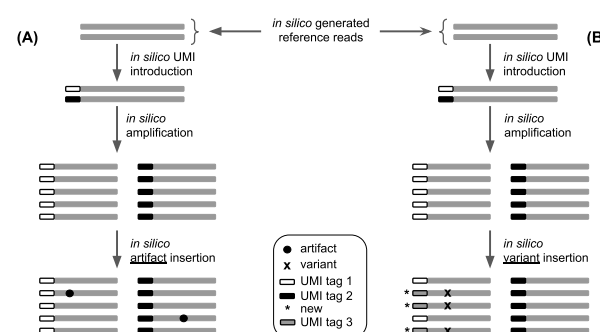 (A)
in silico generated
reference reads
(B
in silico UMI
introduction
in silico UMI
introduction
in silico
amplification
in silico
amplification
in silico
artifact insertion
in silico
variant insertion
artifact
x variant
UMI tag 1
UMI tag 2
* new
UMI tag 3
x
* x
* x
* x